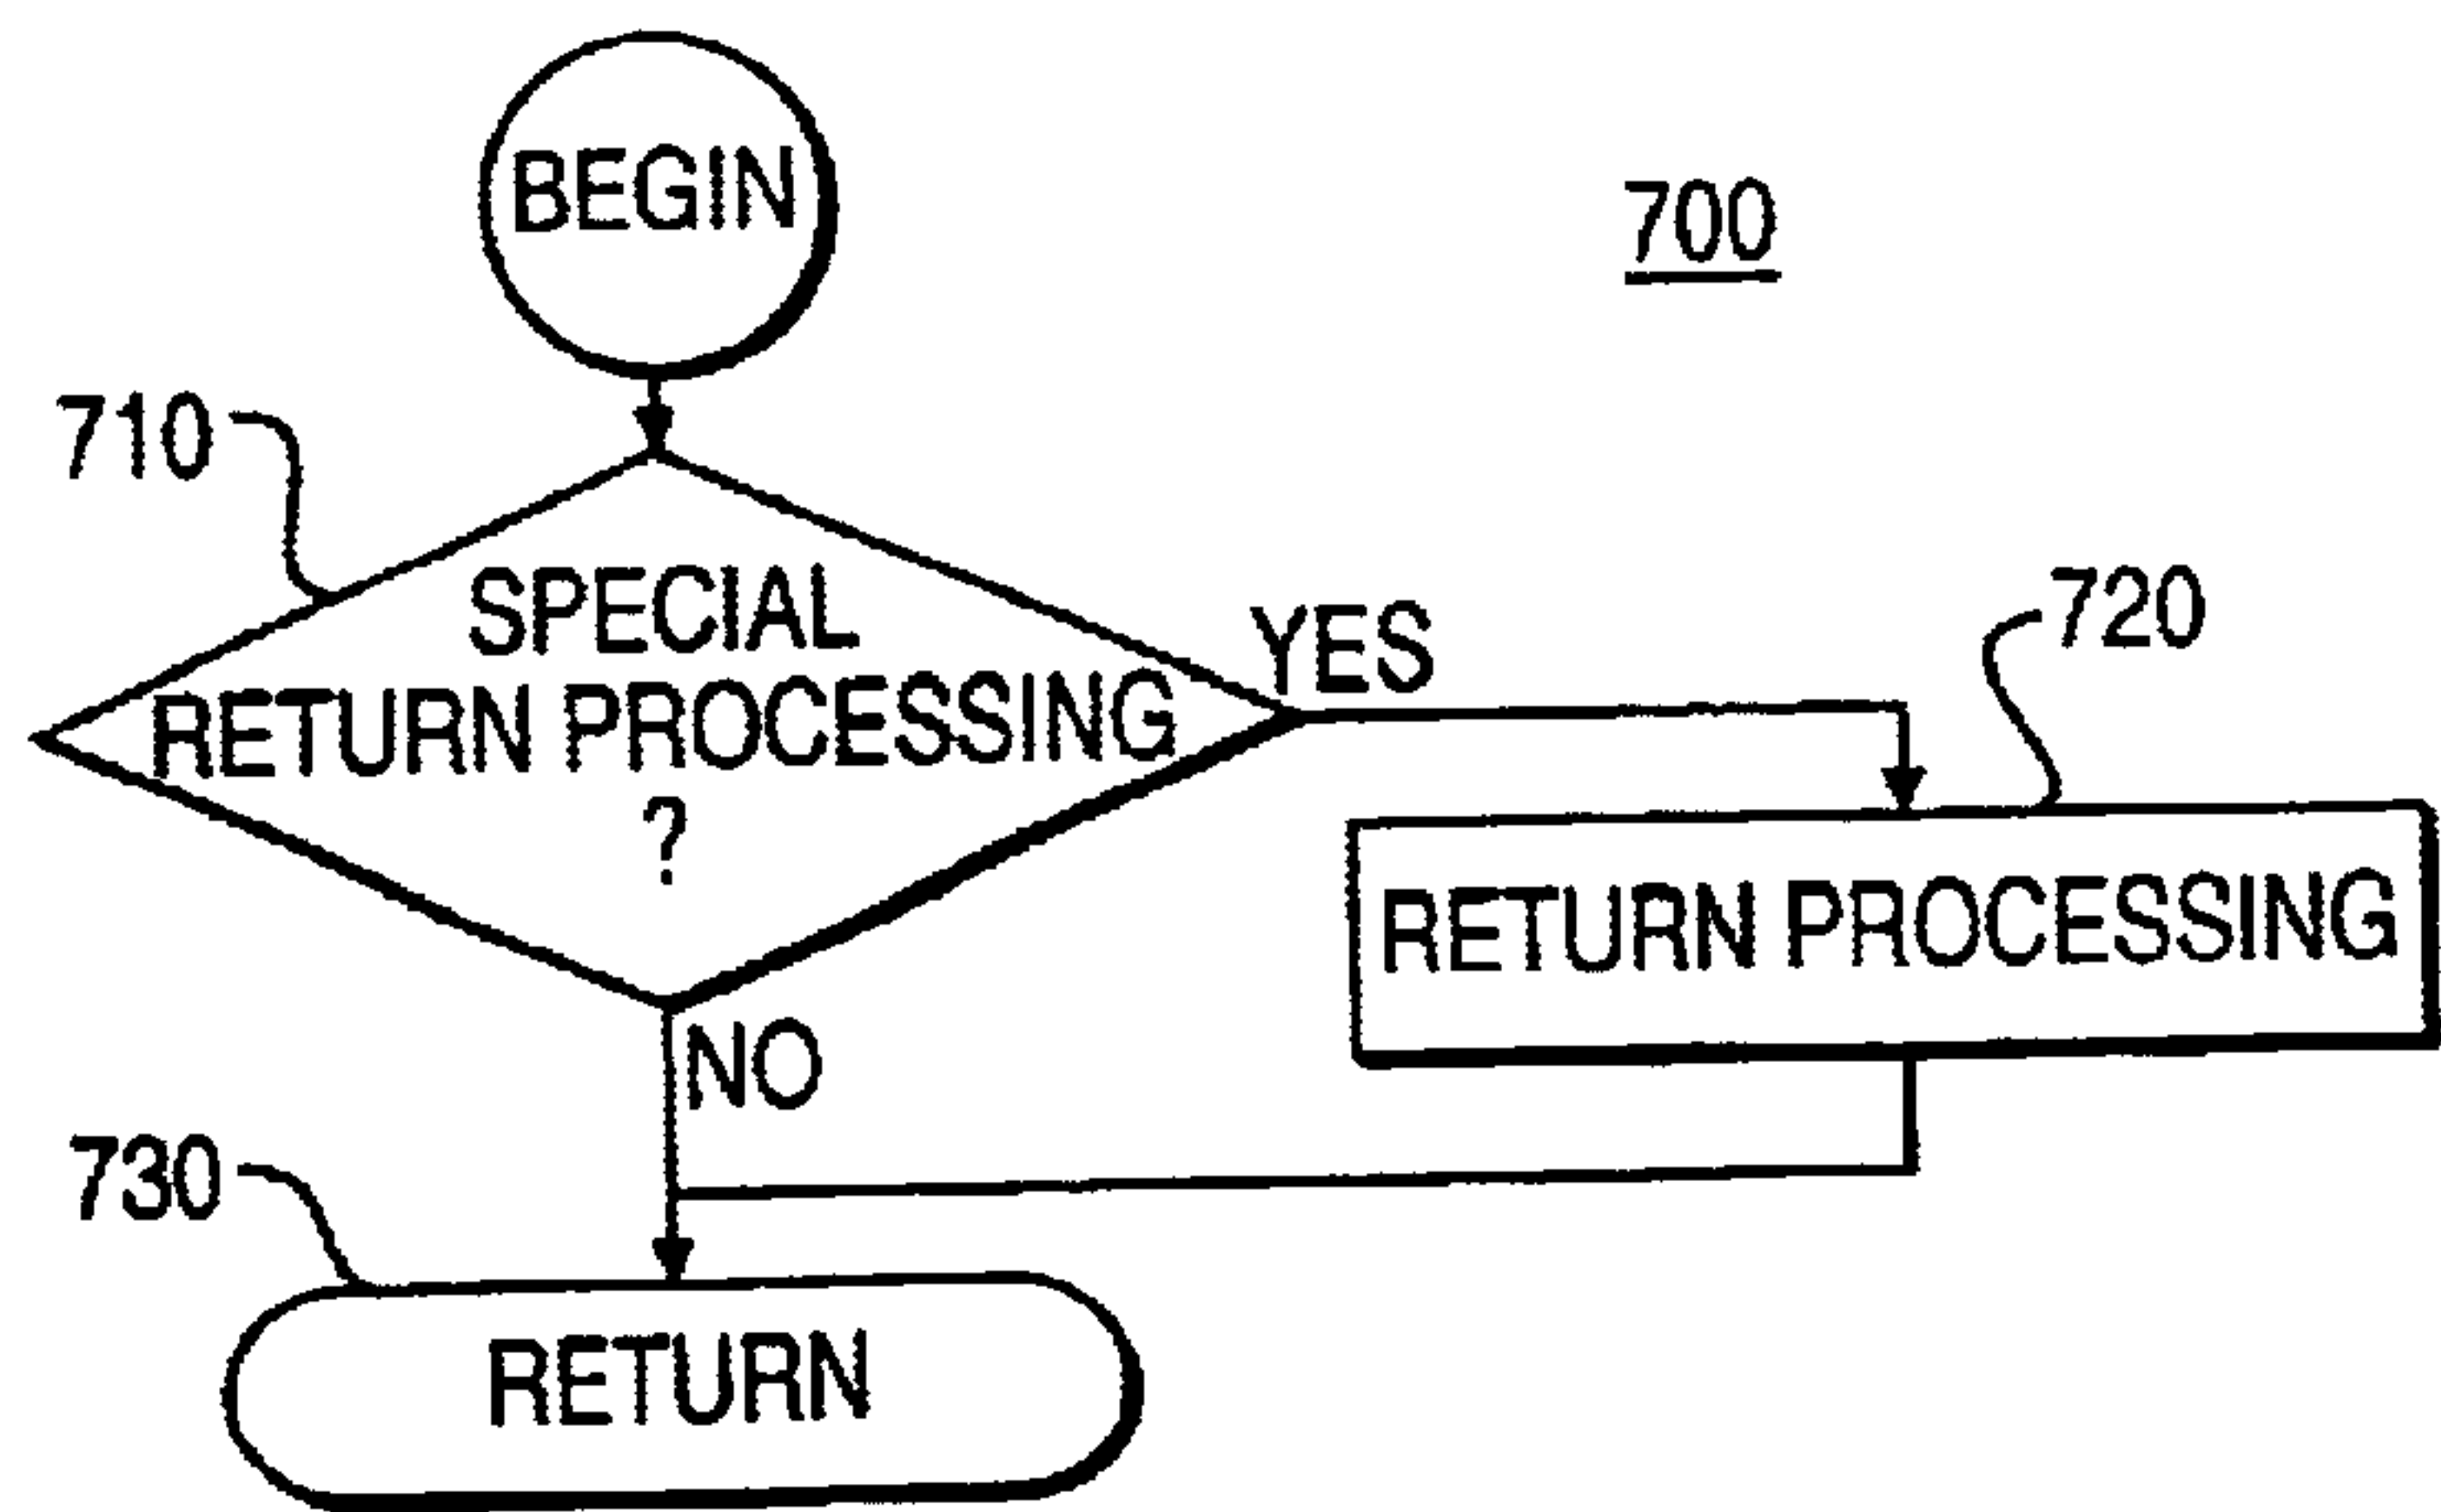 BEGIN
700
710
SPECIAL
RETURN PROCESSING
?
YES
720
RETURN PROCESSING
NO
730
RETURN